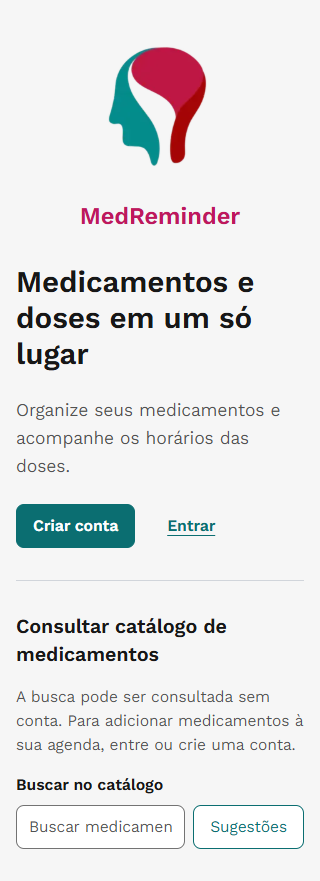 MedReminder
Medicamentos e
doses em um só
lugar
Organize seus medicamentos e
acompanhe os horários das
doses.
Criar conta
Entrar
Consultar catálogo de
medicamentos
A busca pode ser consultada sem
conta. Para adicionar medicamentos à
sua agenda, entre ou crie uma conta.
Buscar no catálogo
Buscar medicamen
Sugestões